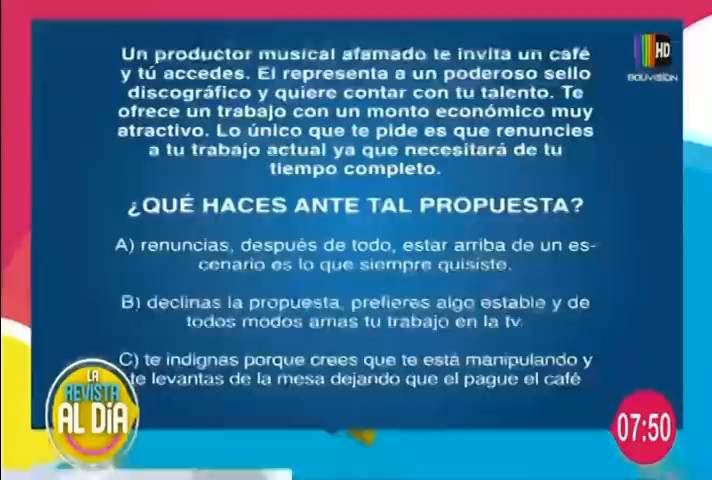 Un productor musical afamado te invita un café
y tú accedes. El representa a un poderoso sello
discográfico y quiere contar con tu talento. Te
ofrece un trabajo con un monto económico muy
atractivo. Lo único que te pide es que renuncies
a tu trabajo actual ya que necesitará de tu
tiempo completo.
¿QUÉ HACES ANTE TAL PROPUESTA?
A) renuncias, después de todo, estar arriba de un es-
cenario es lo que siempre quisiste.
B) declinas la propuesta, prefieres algo estable y de
todos modos amas tu trabajo en la tv.
C) te indignas porque crees que te está manipulando y
te levantas de la mesa dejando que el pague el café
HD
BOLIVISIÓN
LA
REVISTA
AL DíA
07:50